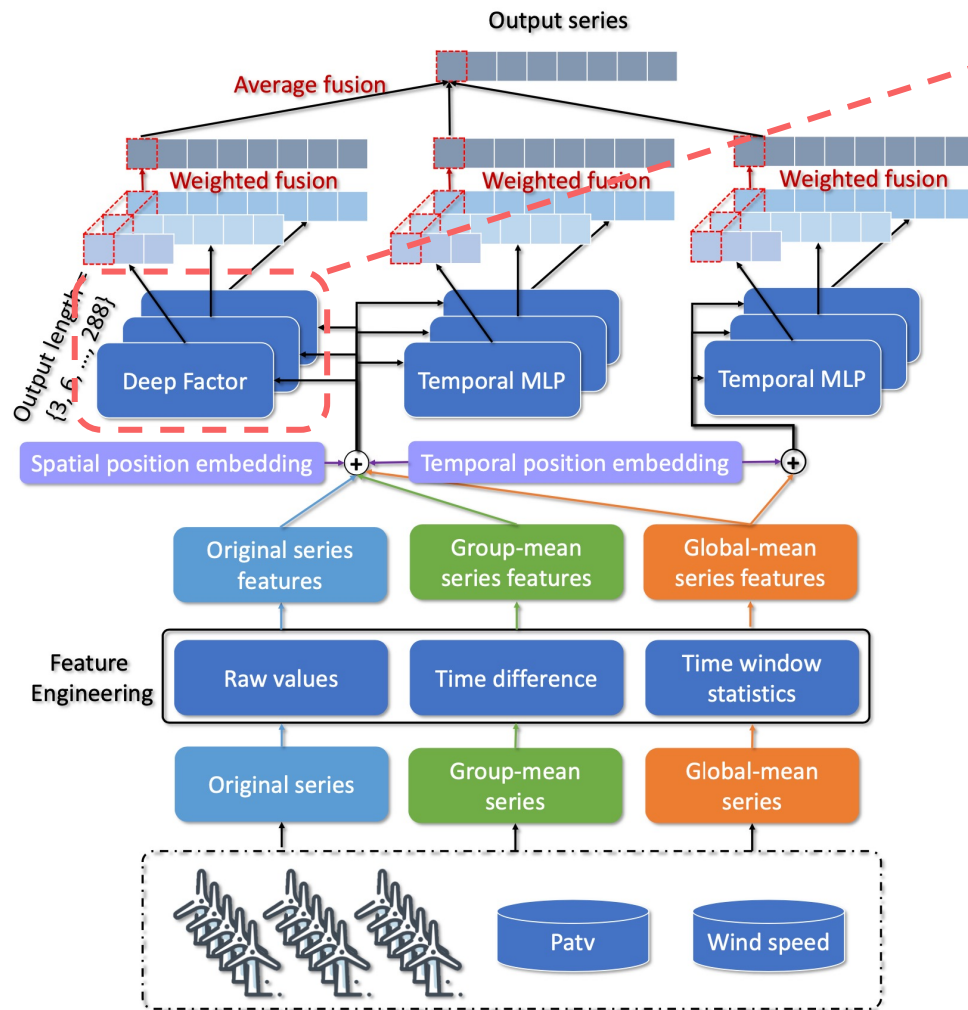 Output series
Average fusion
Weighted fusion
Weighted fusion
Weighted fusion
Output length
{3, 6, ..., 288}
Deep Factor
Temporal MLP
Temporal MLP
Spatial position embedding
+
Temporal position embedding
+
Original series
features
Group-mean
series features
Global-mean
series features
Feature
Engineering
Raw values
Time difference
Time window
statistics
Original series
Group-mean
series
Global-mean
series
Patv
Wind speed